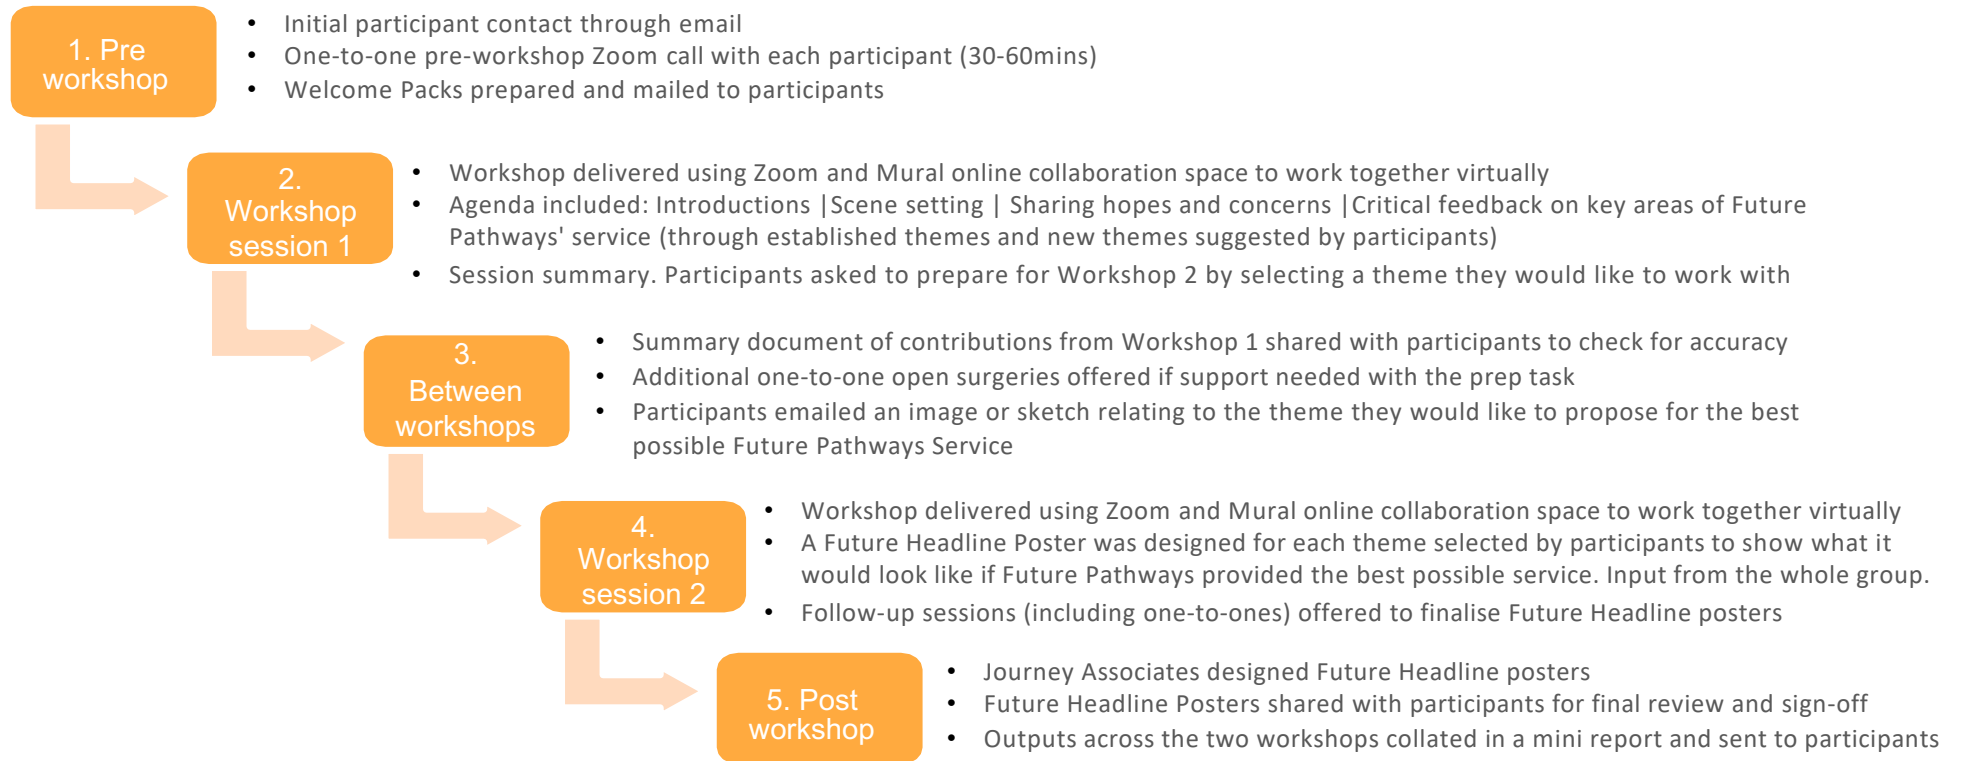 1. Pre
workshop
• Initial participant contact through email
• One-to-one pre-workshop Zoom call with each participant (30-60mins)
• Welcome Packs prepared and mailed to participants
2.
Workshop
session 1
• Workshop delivered using Zoom and Mural online collaboration space to work together virtually
• Agenda included: Introductions |Scene setting | Sharing hopes and concerns |Critical feedback on key areas of Future
Pathways' service (through established themes and new themes suggested by participants)
• Session summary. Participants asked to prepare for Workshop 2 by selecting a theme they would like to work with
3.
Between
workshops
• Summary document of contributions from Workshop 1 shared with participants to check for accuracy
• Additional one-to-one open surgeries offered if support needed with the prep task
• Participants emailed an image or sketch relating to the theme they would like to propose for the best
possible Future Pathways Service
4.
Workshop
session 2
• Workshop delivered using Zoom and Mural online collaboration space to work together virtually
• A Future Headline Poster was designed for each theme selected by participants to show what it
would look like if Future Pathways provided the best possible service. Input from the whole group.
• Follow-up sessions (including one-to-ones) offered to finalise Future Headline posters
5. Post
workshop
• Journey Associates designed Future Headline posters
• Future Headline Posters shared with participants for final review and sign-off
• Outputs across the two workshops collated in a mini report and sent to participants